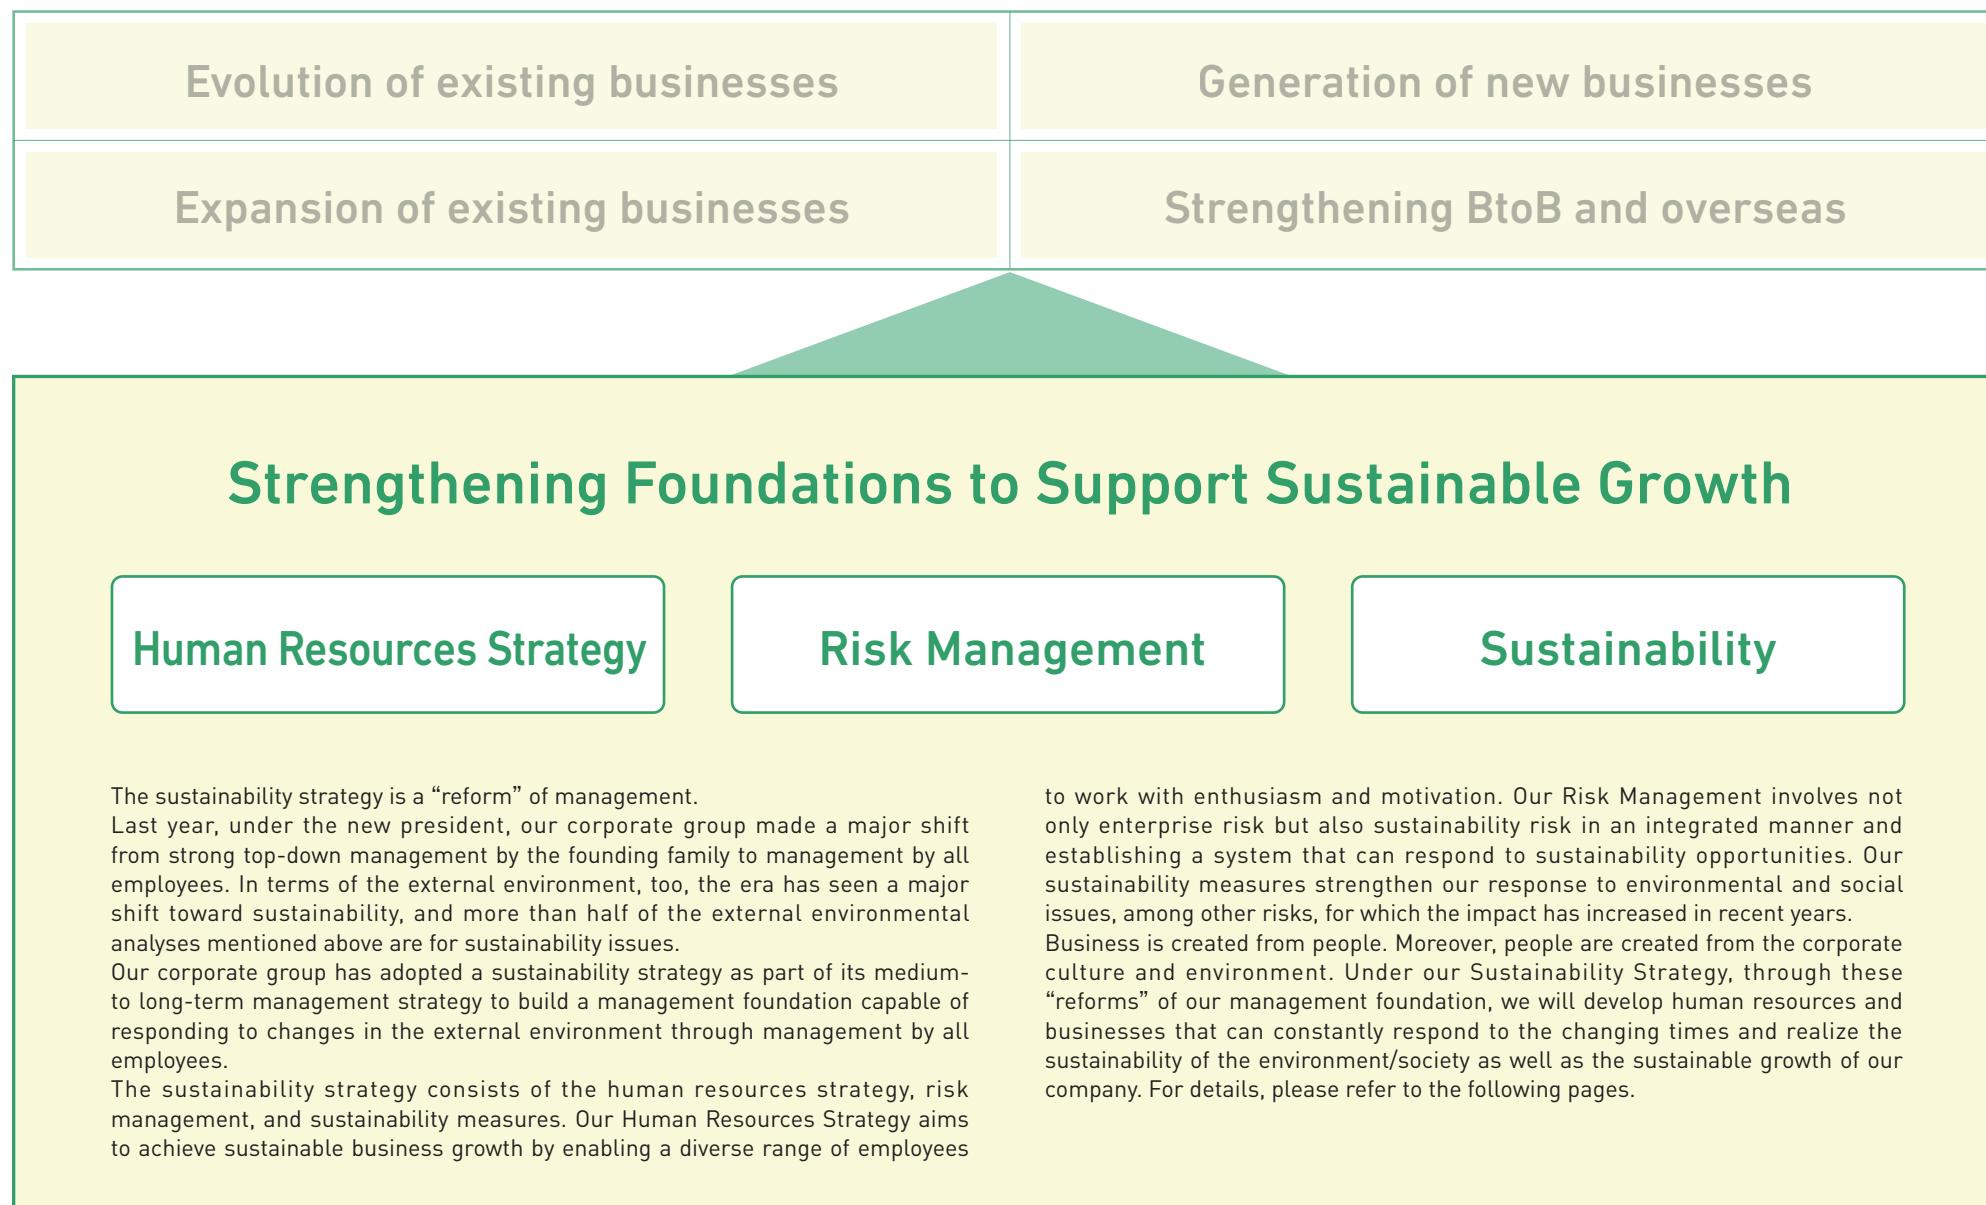 Evolution of existing businesses
Generation of new businesses
Expansion of existing businesses
Strengthening BtoB and overseas
Strengthening Foundations to Support Sustainable Growth
Human Resources Strategy
Risk Management
Sustainability
The sustainability strategy is a “reform” of management.
Last year, under the new president, our corporate group made a major shift
from strong top-down management by the founding family to management by all
employees. In terms of the external environment, too, the era has seen a major
shift toward sustainability, and more than half of the external environmental
analyses mentioned above are for sustainability issues.
Our corporate group has adopted a sustainability strategy as part of its medium-
to long-term management strategy to build a management foundation capable of
responding to changes in the external environment through management by all
employees.
The sustainability strategy consists of the human resources strategy, risk
management, and sustainability measures. Our Human Resources Strategy aims
to achieve sustainable business growth by enabling a diverse range of employees
to work with enthusiasm and motivation. Our Risk Management involves not
only enterprise risk but also sustainability risk in an integrated manner and
establishing a system that can respond to sustainability opportunities. Our
sustainability measures strengthen our response to environmental and social
issues, among other risks, for which the impact has increased in recent years.
Business is created from people. Moreover, people are created from the corporate
culture and environment. Under our Sustainability Strategy, through these
“reforms” of our management foundation, we will develop human resources and
businesses that can constantly respond to the changing times and realize the
sustainability of the environment/society as well as the sustainable growth of our
company. For details, please refer to the following pages.